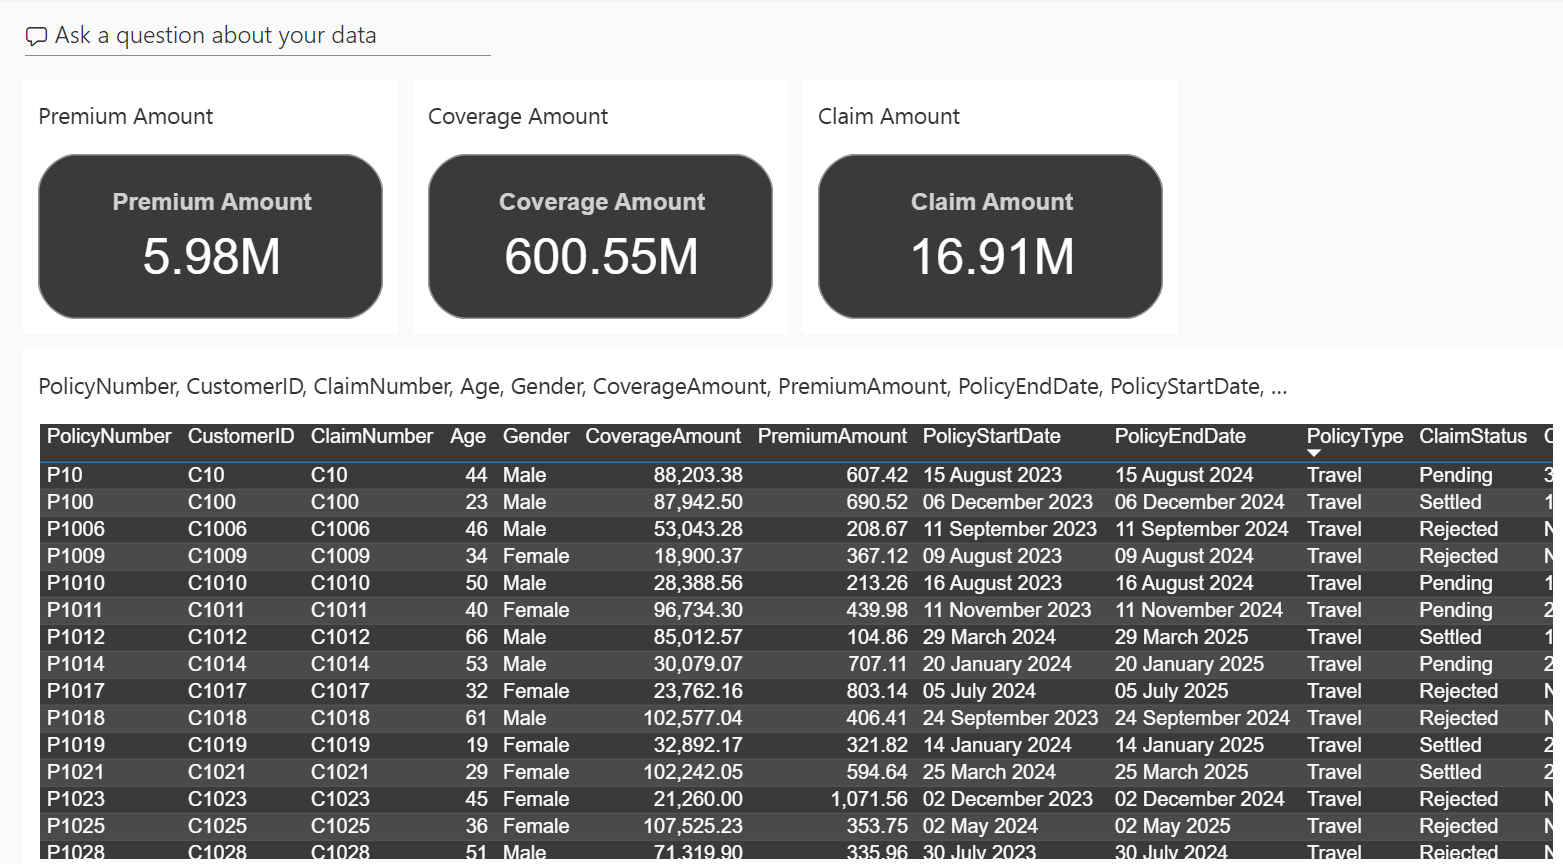 Ask a question about your data
Premium Amount Coverage Amount Claim Amount
Premium Amount Coverage Amount Claim Amount
5.98M 600.55M 16.91M
PolicyNumber, CustomerID, ClaimNumber, Age, Gender, CoverageAmount, PremiumAmount, PolicyEndDate, PolicyStartDate, ...
PolicyNumber CustomerID ClaimNumber Age Gender CoverageAmount PremiumAmount PolicyStartDate PolicyEndDate PolicyType ClaimStatus
P10 C10 C10 44 Male 88,203.38 607.42 15 August 2023 15 August 2024 Travel Pending
P100 C100 C100 23 Male 87,942.50 690.52 06 December 2023 06 December 2024 Travel Settled
P1006 C1006 C1006 46 Male 53,043.28 208.67 11 September 2023 11 September 2024 Travel Rejected
P1009 C1009 C1009 34 Female 18,900.37 367.12 09 August 2023 09 August 2024 Travel Rejected
P1010 C1010 C1010 50 Male 28,388.56 213.26 16 August 2023 16 August 2024 Travel Pending
P1011 C1011 C1011 40 Female 96,734.30 439.98 11 November 2023 11 November 2024 Travel Pending
P1012 C1012 C1012 66 Male 85,012.57 104.86 29 March 2024 29 March 2025 Travel Settled
P1014 C1014 C1014 53 Male 30,079.07 707.11 20 January 2024 20 January 2025 Travel Pending
P1017 C1017 C1017 32 Female 23,762.16 803.14 05 July 2024 05 July 2025 Travel Rejected
P1018 C1018 C1018 61 Male 102,577.04 406.41 24 September 2023 24 September 2024 Travel Rejected
P1019 C1019 C1019 19 Female 32,892.17 321.82 14 January 2024 14 January 2025 Travel Settled
P1021 C1021 C1021 29 Female 102,242.05 594.64 25 March 2024 25 March 2025 Travel Settled
P1023 C1023 C1023 45 Female 21,260.00 1,071.56 02 December 2023 02 December 2024 Travel Rejected
P1025 C1025 C1025 36 Female 107,525.23 353.75 02 May 2024 02 May 2025 Travel Rejected
P1028 C1028 C1028 51 Male 71,319.90 335.96 30 July 2023 30 July 2024 Travel Rejected